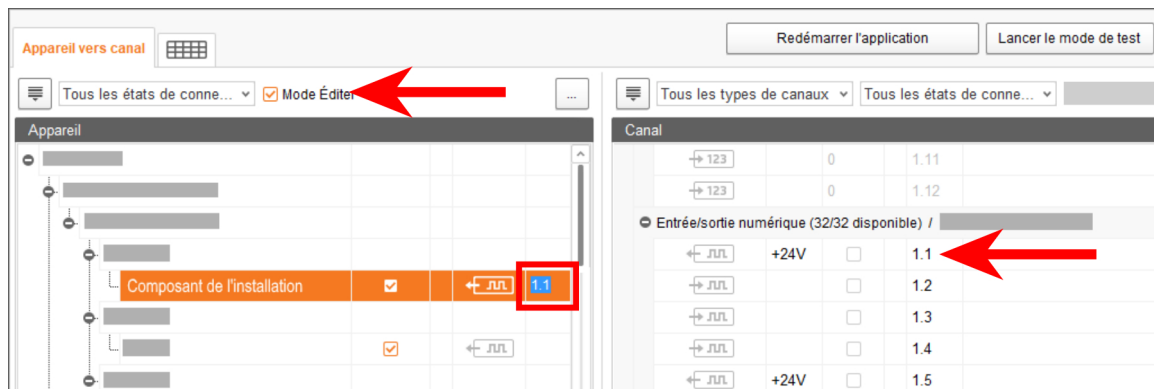 Appareil vers canal
Redémarrer l'application
Lancer le mode de test
Tous les états de conne...
Mode Éditer
...
Tous les types de canaux
Tous les états de conne...
Appareil
Canal
123 0 1.11
123 0 1.12
Entrée/sortie numérique (32/32 disponible) /
+24V 1.1
Composant de l'installation 1.1
1.2
1.3
1.4
+24V 1.5